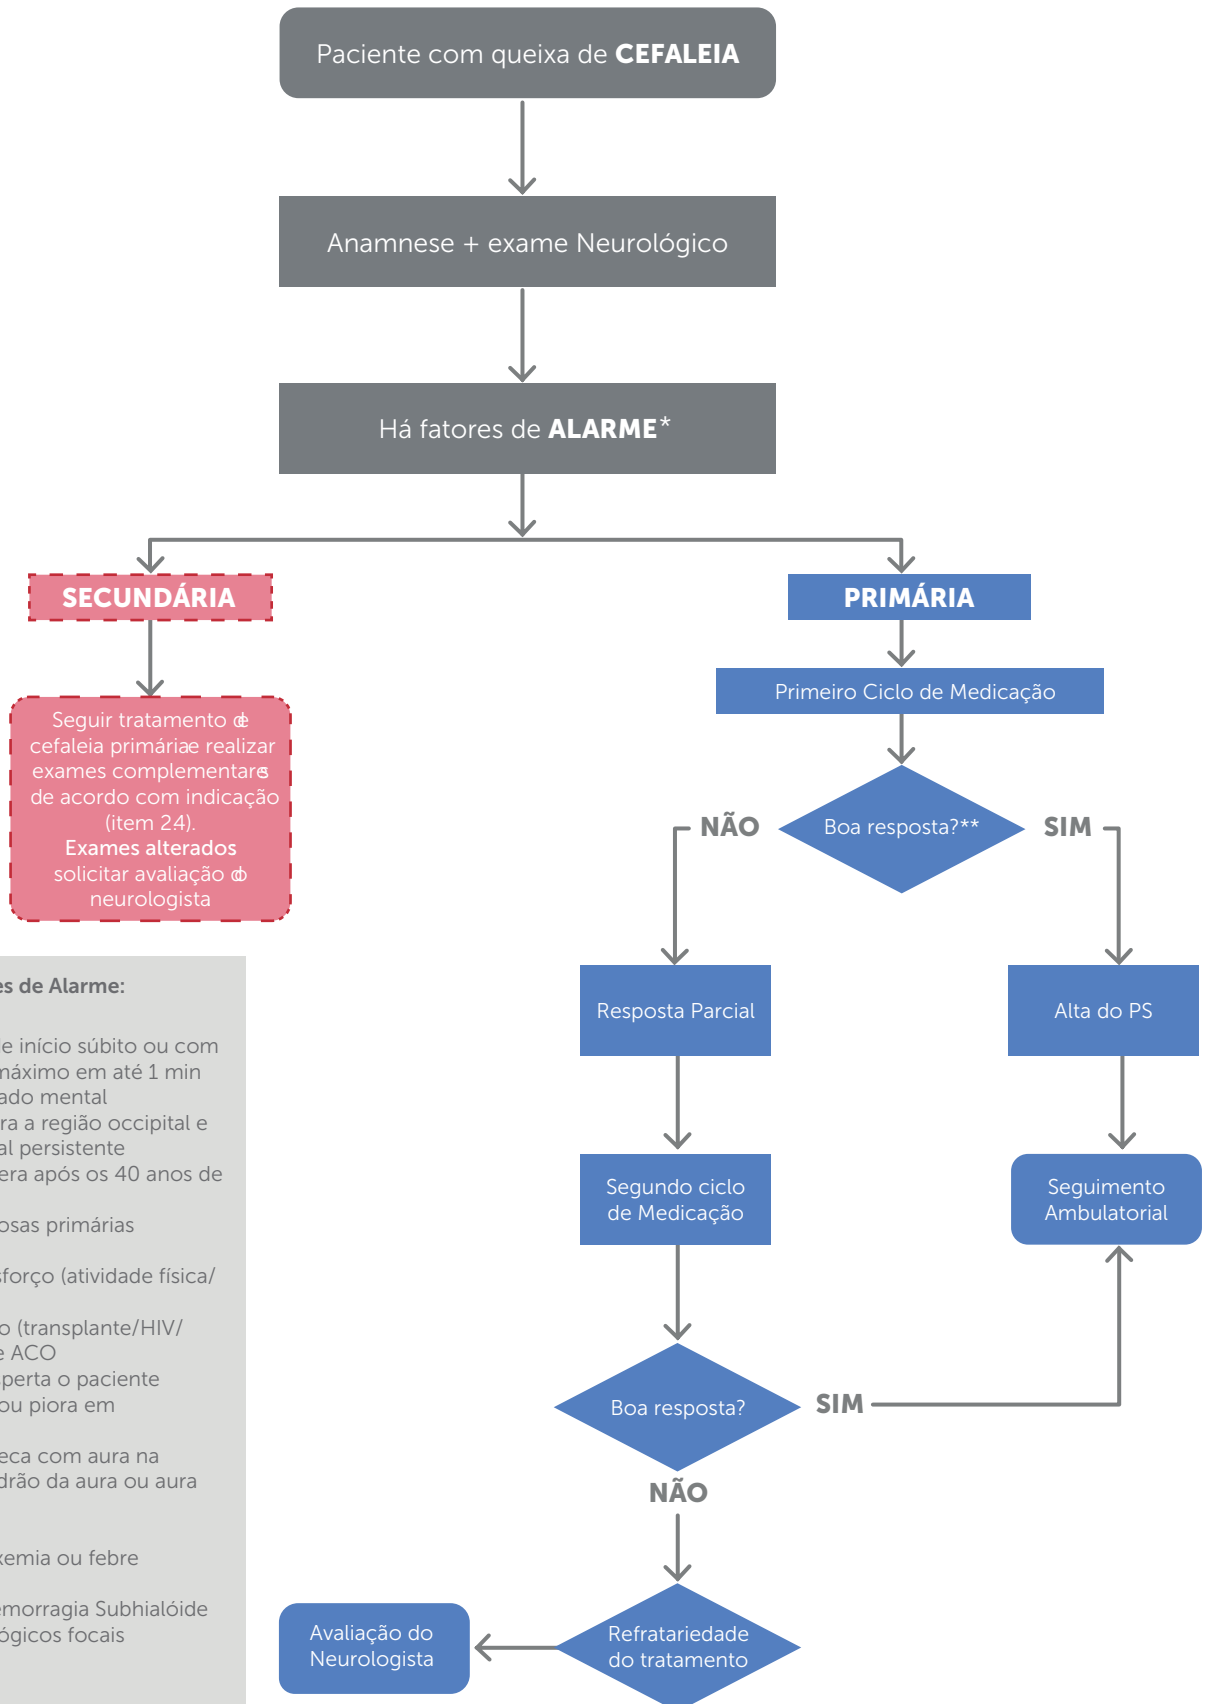 Paciente com queixa de CEFALEIA
Anamnese + exame Neurológico
Há fatores de ALARME*
SECUNDÁRIA
PRIMÁRIA
Seguir tratamento de
cefaleia primária e realizar
exames complementares
de acordo com indicação
(item 2.4).
Exames alterados
solicitar avaliação do
neurologista
Primeiro Ciclo de Medicação
Boa resposta?**
NÃO
SIM
Resposta Parcial
Alta do PS
Segundo ciclo
de Medicação
Seguimento
Ambulatorial
Boa resposta?
SIM
NÃO
Refratariedade
do tratamento
Avaliação do
Neurologista
es de Alarme:
e início súbito ou com
máximo em até 1 min
ado mental
ra a região occipital e
al persistente
era após os 40 anos de
osas primárias
sforço (atividade física/
o (transplante/HIV/
e ACO
sperta o paciente
ou piora em
eca com aura na
drão da aura ou aura
xemia ou febre
emorragia Subhialóide
ógicos focais